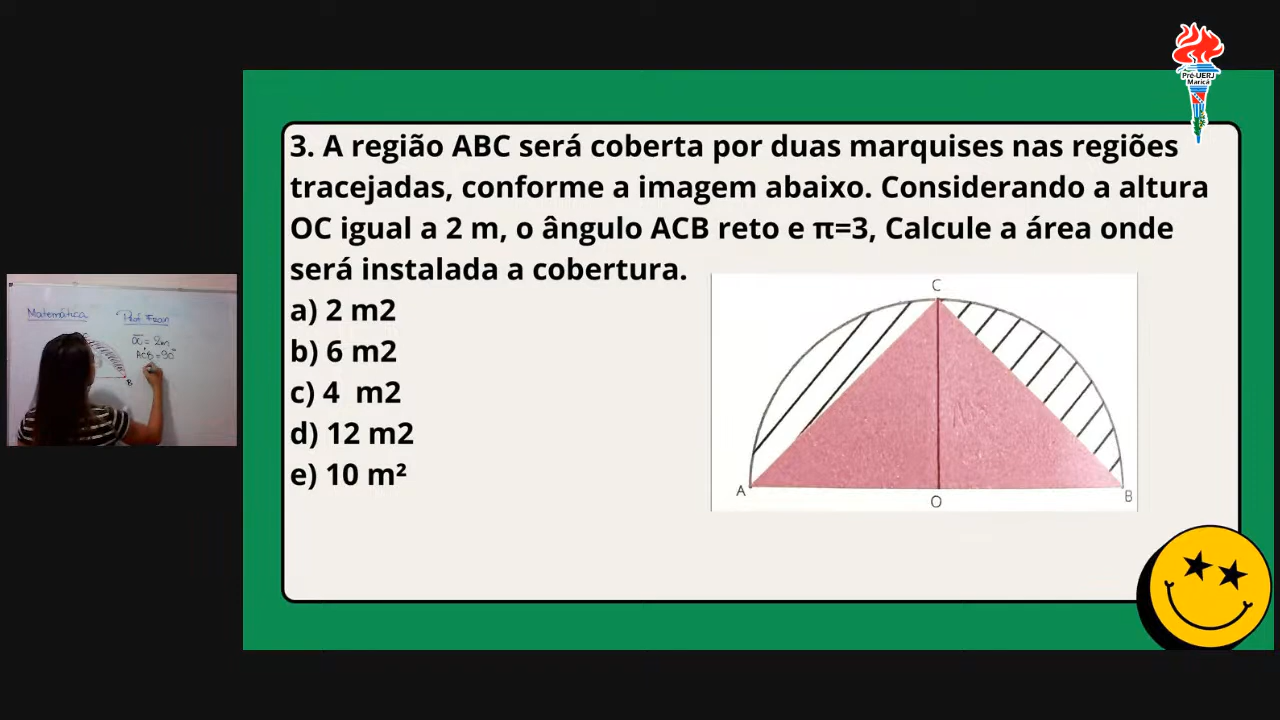 Pré-UERJ
Maricá
3. A região ABC será coberta por duas marquises nas regiões
tracejadas, conforme a imagem abaixo. Considerando a altura
OC igual a 2 m, o ângulo ACB reto e π=3, Calcule a área onde
será instalada a cobertura.
a) 2 m2
b) 6 m2
c) 4 m2
d) 12 m2
e) 10 m²
C
A
O
B
Matemática
Prof Fran
OC = 2m
ACB = 90°
B